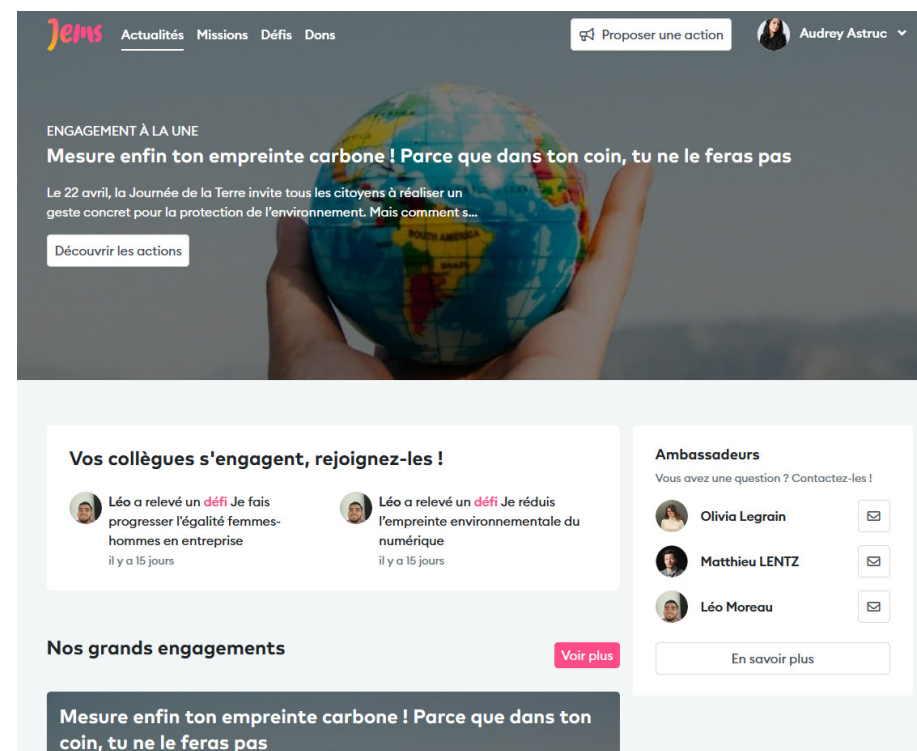 Jems
Actualités Missions Défis Dons
Proposer une action
Audrey Astruc
ENGAGEMENT À LA UNE
Mesure enfin ton empreinte carbone ! Parce que dans ton coin, tu ne le feras pas
Le 22 avril, la Journée de la Terre invite tous les citoyens à réaliser un
geste concret pour la protection de l'environnement. Mais comment s...
Découvrir les actions
SOUTH AMERICA
BRAZIL
Vos collègues s'engagent, rejoignez-les !
Léo a relevé un défi Je fais
progresser l'égalité femmes-
hommes en entreprise
il y a 15 jours
Léo a relevé un défi Je réduis
l'empreinte environnementale du
numérique
il y a 15 jours
Ambassadeurs
Vous avez une question ? Contactez-les !
Olivia Legrain
Matthieu LENTZ
Léo Moreau
En savoir plus
Nos grands engagements
Voir plus
Mesure enfin ton empreinte carbone ! Parce que dans ton
coin, tu ne le feras pas